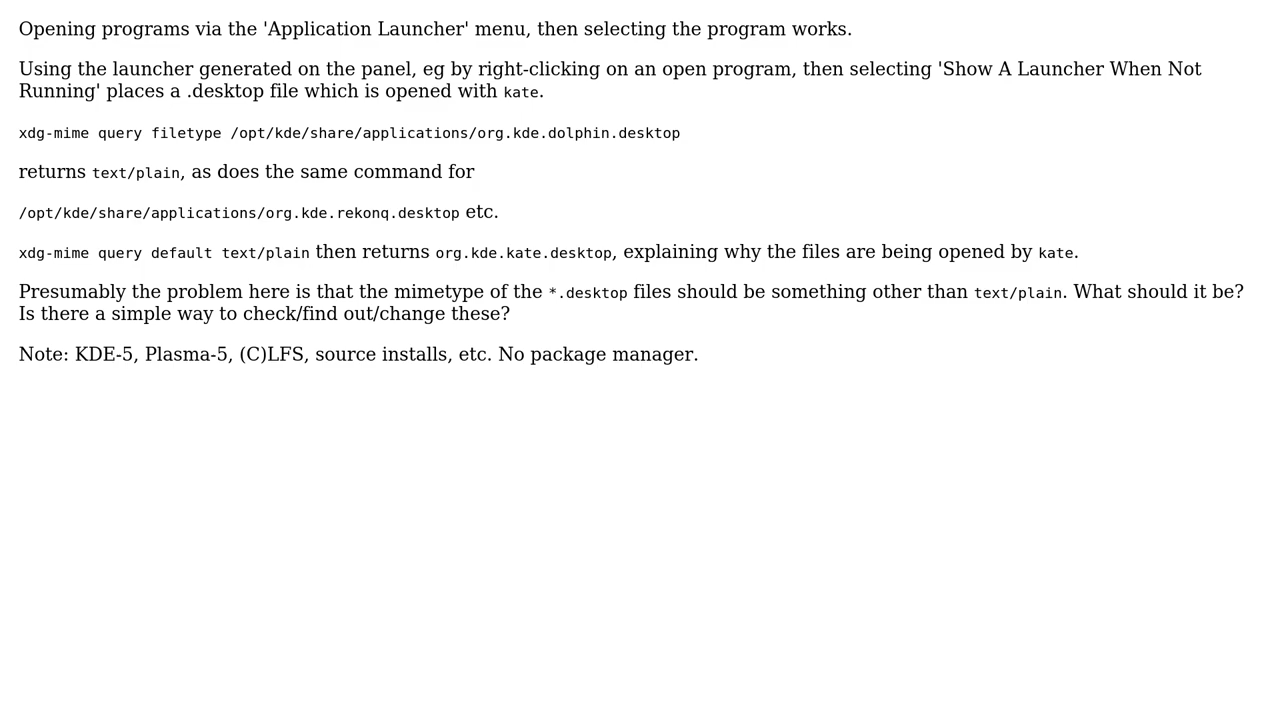 Opening programs via the 'Application Launcher' menu, then selecting the program works.
Using the launcher generated on the panel, eg by right-clicking on an open program, then selecting 'Show A Launcher When Not
Running' places a .desktop file which is opened with kate.
xdg-mime query filetype /opt/kde/share/applications/org.kde.dolphin.desktop
returns text/plain, as does the same command for
/opt/kde/share/applications/org.kde.rekonq.desktop etc.
xdg-mime query default text/plain then returns org.kde.kate.desktop, explaining why the files are being opened by kate.
Presumably the problem here is that the mimetype of the *.desktop files should be something other than text/plain. What should it be?
Is there a simple way to check/find out/change these?
Note: KDE-5, Plasma-5, (C)LFS, source installs, etc. No package manager.